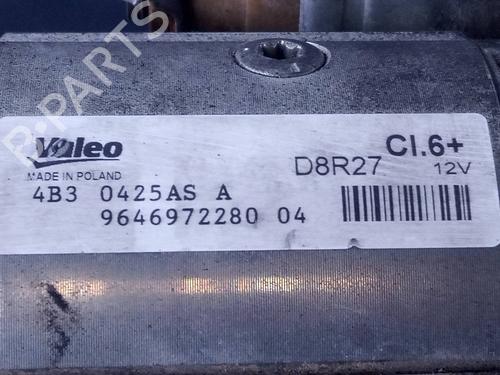 Valeo
MADE IN POLAND
D8R27
Cl.6+
12V
4B3 0425AS A
9646972280 04
R-PARTS